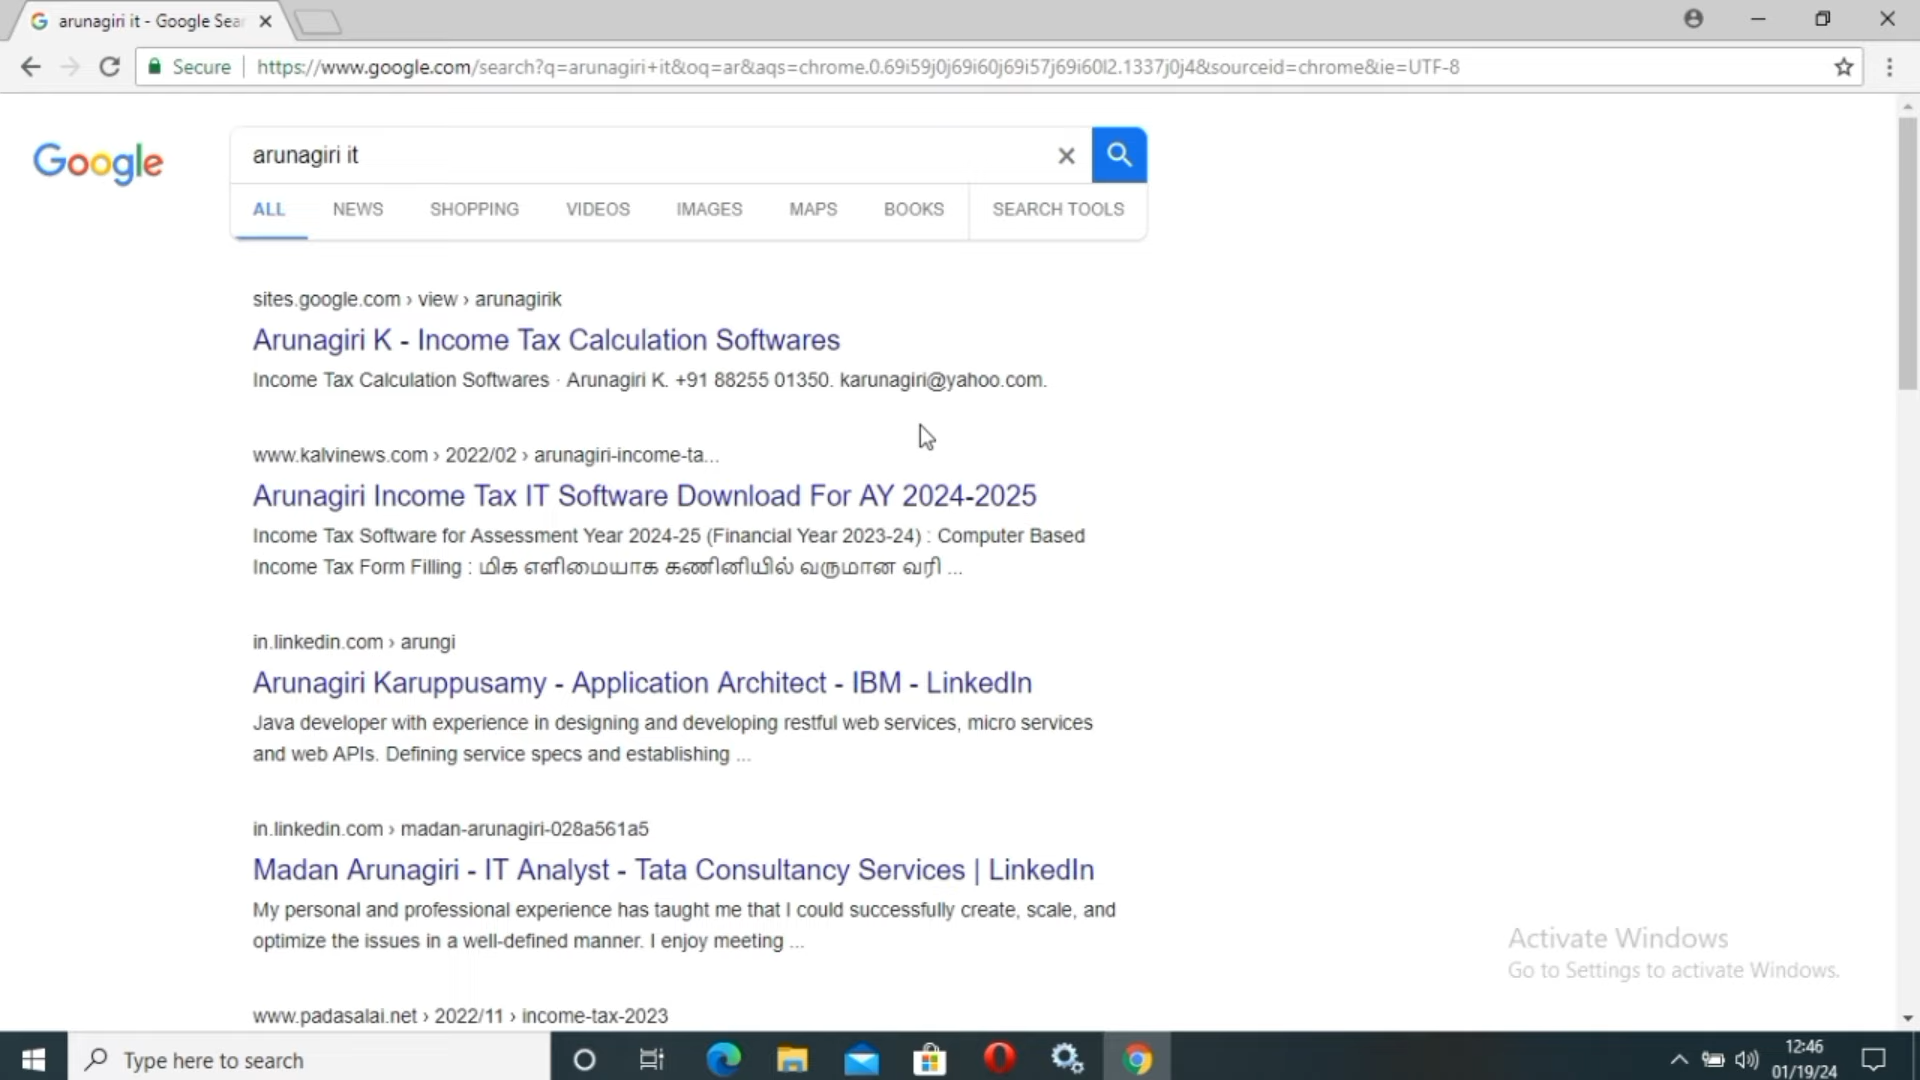 arunagiri it - Google Sear
Secure https://www.google.com/search?q=arunagiri+it&oq=ar&aqs=chrome.0.69i59j0j69i60j69i57j69i60l2.1337j0j4&sourceid=chrome&ie=UTF-8
Google
arunagiri it
ALL NEWS SHOPPING VIDEOS IMAGES MAPS BOOKS SEARCH TOOLS
sites.google.com › view › arunagirik
Arunagiri K - Income Tax Calculation Softwares
Income Tax Calculation Softwares · Arunagiri K. +91 88255 01350. karunagiri@yahoo.com.
www.kalvinews.com › 2022/02 › arunagiri-income-ta...
Arunagiri Income Tax IT Software Download For AY 2024-2025
Income Tax Software for Assessment Year 2024-25 (Financial Year 2023-24) : Computer Based
Income Tax Form Filling : மிக எளிமையாக கணினியில் வருமான வரி ...
in.linkedin.com › arungi
Arunagiri Karuppusamy - Application Architect - IBM - LinkedIn
Java developer with experience in designing and developing restful web services, micro services
and web APIs. Defining service specs and establishing ...
in.linkedin.com › madan-arunagiri-028a561a5
Madan Arunagiri - IT Analyst - Tata Consultancy Services | LinkedIn
My personal and professional experience has taught me that I could successfully create, scale, and
optimize the issues in a well-defined manner. I enjoy meeting ...
www.padasalai.net › 2022/11 › income-tax-2023
Activate Windows
Go to Settings to activate Windows.
Type here to search
12:46
01/19/24